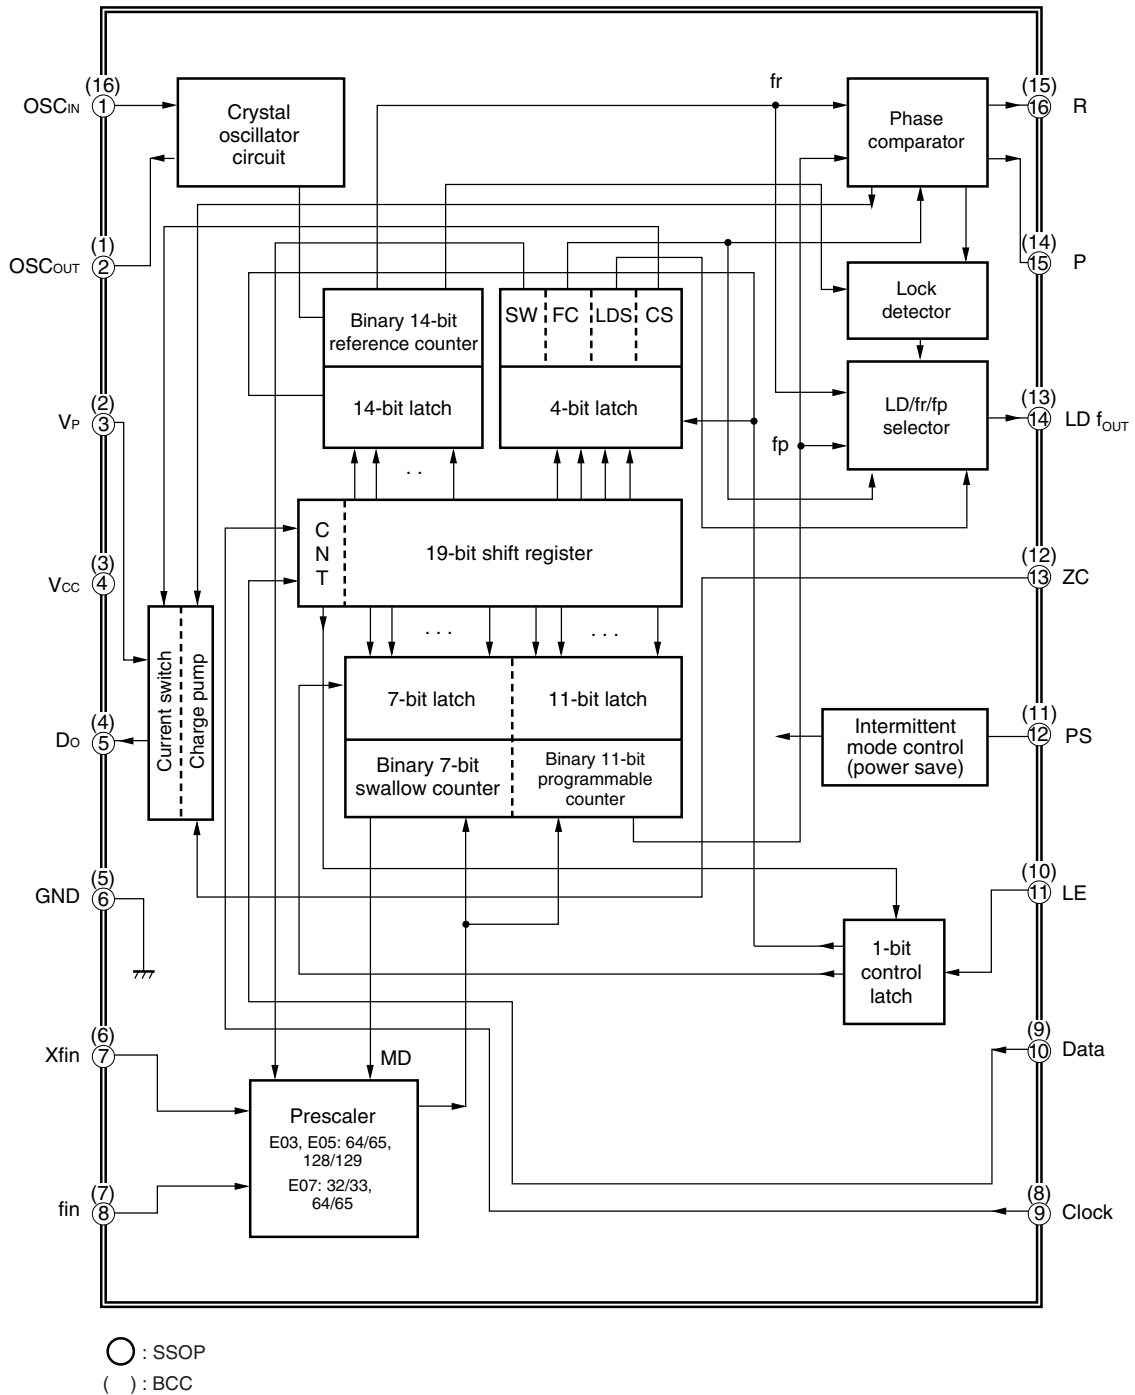 (16)
OSCIN
1
Crystal
oscillator
circuit
fr
Phase
comparator
(15)
16
R
(1)
OSCOUT
2
(14)
15
P
Lock
detector
SW
FC
LDS
CS
Binary 14-bit
reference counter
14-bit latch
4-bit latch
LD/fr/fp
selector
fp
(2)
VP
3
(13)
14
LD fOUT
. .
C
N
T
19-bit shift register
(3)
VCC
4
(12)
13
ZC
. . .
. . .
Current switch
Charge pump
7-bit latch
11-bit latch
Binary 7-bit
swallow counter
Binary 11-bit
programmable
counter
(4)
DO
5
Intermittent
mode control
(power save)
(11)
12
PS
(5)
GND
6
(10)
11
LE
1-bit
control
latch
(6)
Xfin
7
MD
(9)
10
Data
Prescaler
E03, E05: 64/65,
128/129
E07: 32/33,
64/65
(7)
fin
8
(8)
9
Clock
: SSOP
( ) : BCC